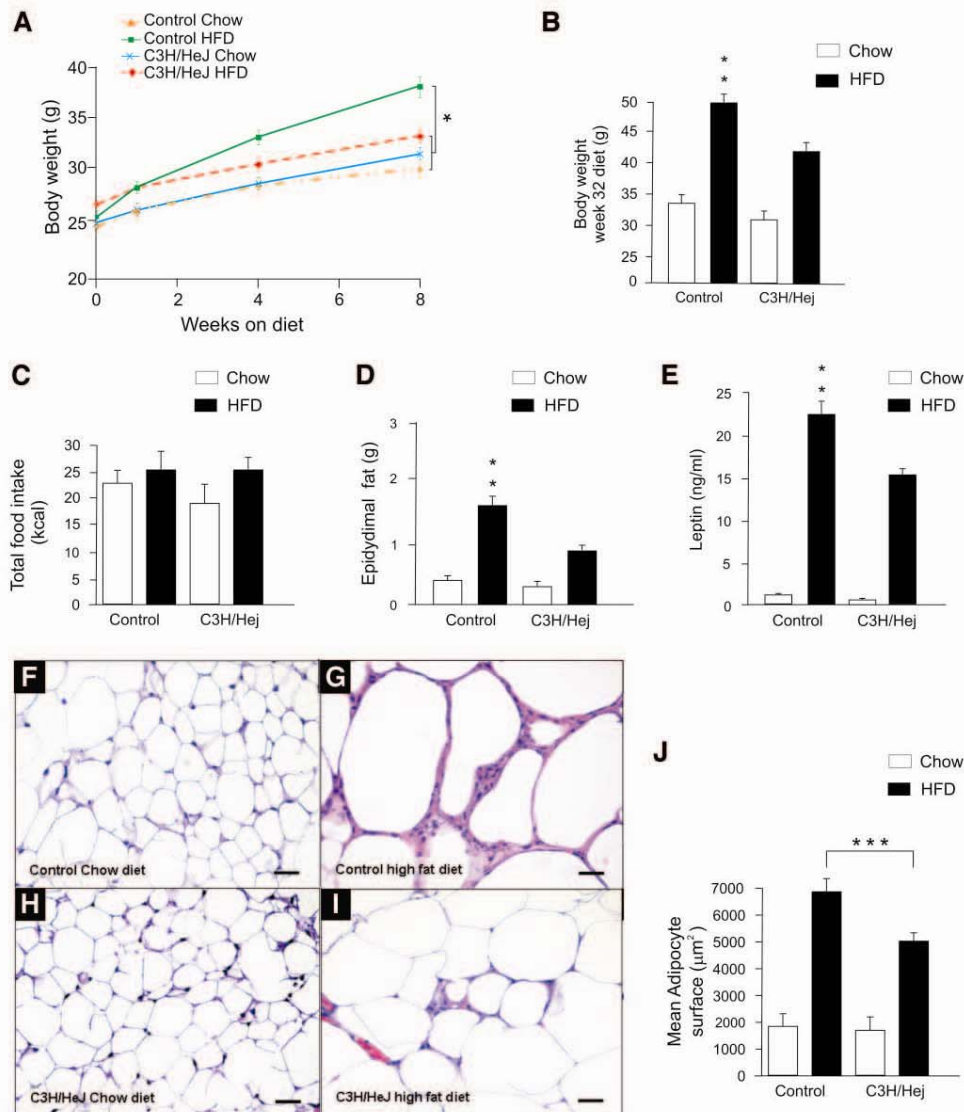 A
Control Chow
Control HFD
C3H/HeJ Chow
C3H/HeJ HFD
Body weight (g)
40
35
30
25
20
*
0
2
4
6
8
Weeks on diet
B
Chow
HFD
Body weight
week 32 diet (g)
50
45
40
35
30
25
0
*
*
Control
C3H/Hej
C
Chow
HFD
Total food intake
(kcal)
30
25
20
15
10
5
0
Control
C3H/Hej
D
Chow
HFD
Epidydimal fat (g)
3
2
1
0
*
*
Control
C3H/Hej
E
Chow
HFD
Leptin (ng/ml)
25
20
15
10
5
0
*
*
Control
C3H/Hej
F
Control Chow diet
G
Control high fat diet
H
C3H/HeJ Chow diet
I
C3H/HeJ high fat diet
J
Chow
HFD
Mean Adipocyte
surface (µm²)
7000
6000
5000
4000
3000
2000
1000
0
***
Control
C3H/Hej